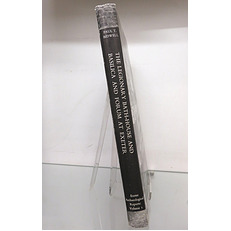 PAUL T.
BIDWELL
THE LEGIONARY BATH-HOUSE AND
BASILICA AND FORUM AT EXETER
Exeter
Archaeological
Reports:
Volume 1